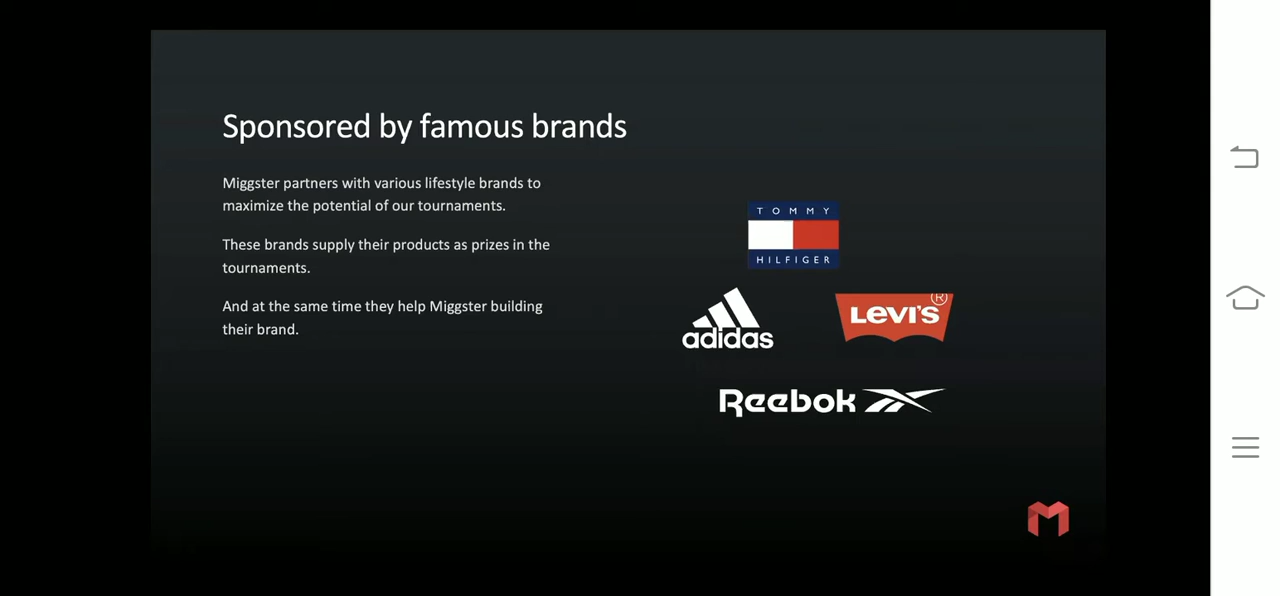 Sponsored by famous brands
Miggster partners with various lifestyle brands to
maximize the potential of our tournaments.
These brands supply their products as prizes in the
tournaments.
And at the same time they help Miggster building
their brand.
TOMMY
HILFIGER
adidas
LEVI'S ®
Reebok